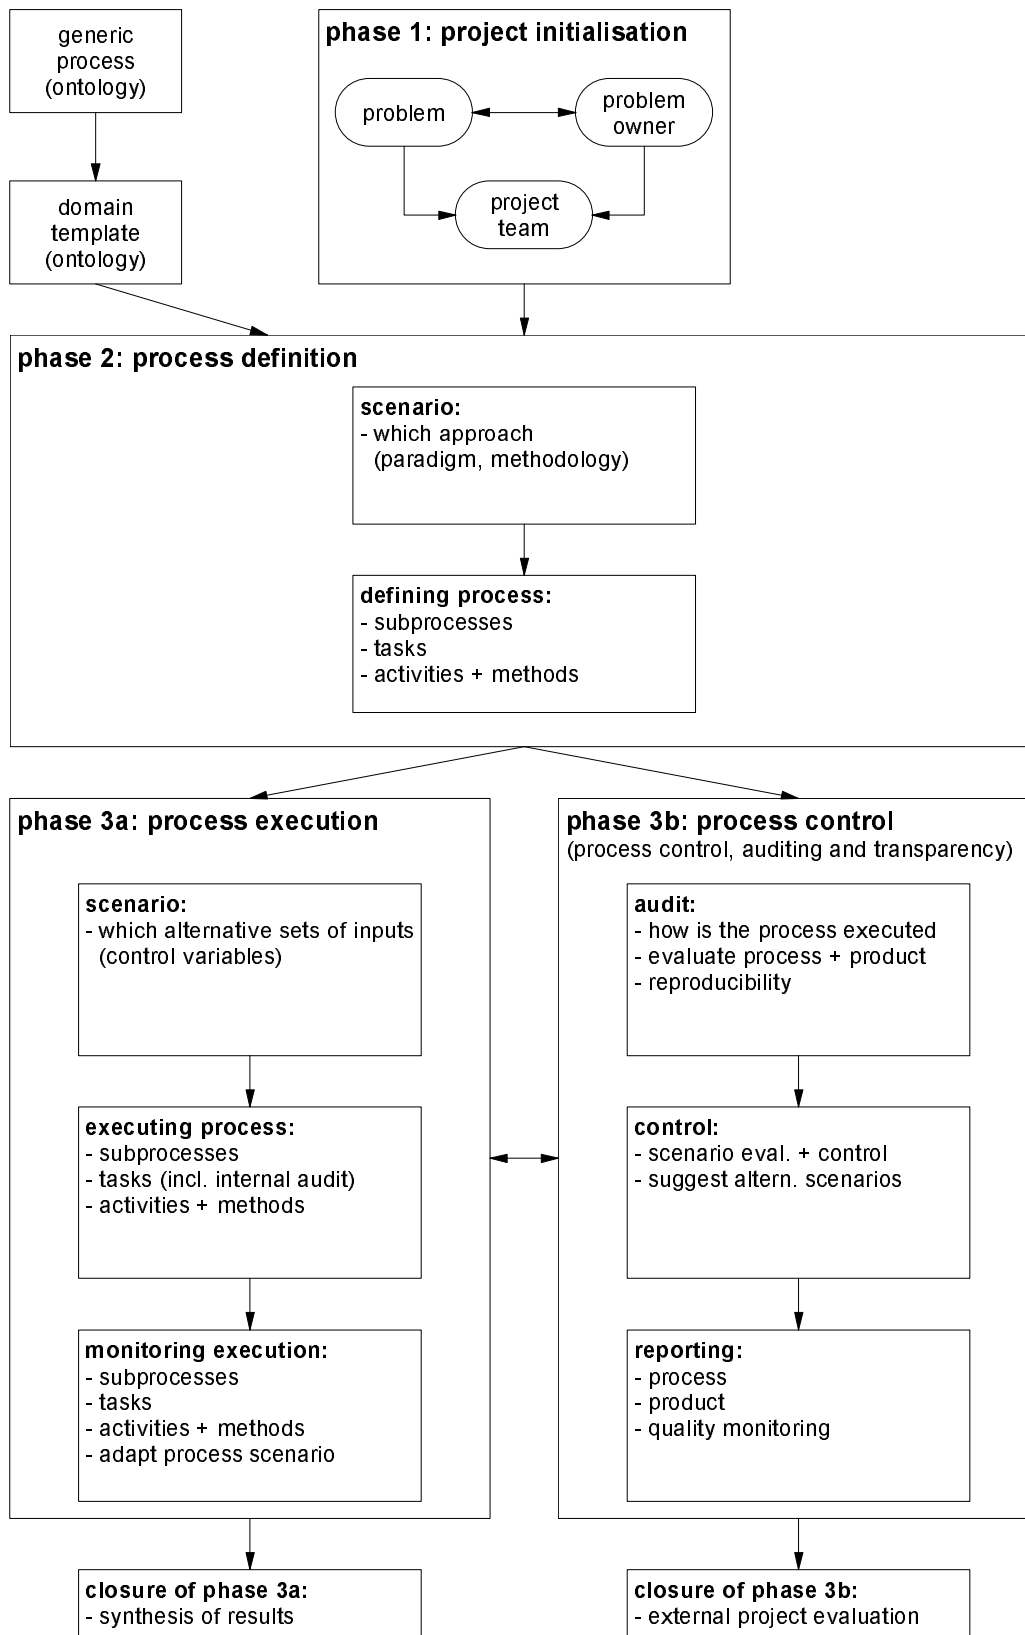 generic
process
(ontology)
domain
template
(ontology)
phase 1: project initialisation
problem
problem
owner
project
team
phase 2: process definition
scenario:
- which approach
(paradigm, methodology)
defining process:
- subprocesses
- tasks
- activities + methods
phase 3a: process execution
scenario:
- which alternative sets of inputs
(control variables)
executing process:
- subprocesses
- tasks (incl. internal audit)
- activities + methods
monitoring execution:
- subprocesses
- tasks
- activities + methods
- adapt process scenario
closure of phase 3a:
- synthesis of results
phase 3b: process control
(process control, auditing and transparency)
audit:
- how is the process executed
- evaluate process + product
- reproducibility
control:
- scenario eval. + control
- suggest altern. scenarios
reporting:
- process
- product
- quality monitoring
closure of phase 3b:
- external project evaluation